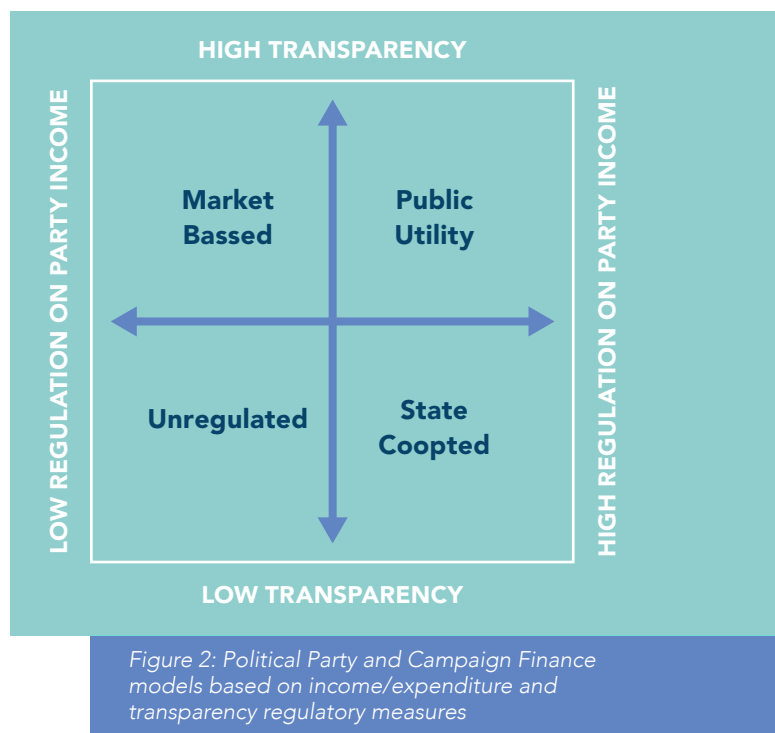 HIGH TRANSPARENCY
LOW REGULATION ON PARTY INCOME
Market
Bassed
Public
Utility
HIGH REGULATION ON PARTY INCOME
Unregulated
State
Coopted
LOW TRANSPARENCY
Figure 2: Political Party and Campaign Finance
models based on income/expenditure and
transparency regulatory measures